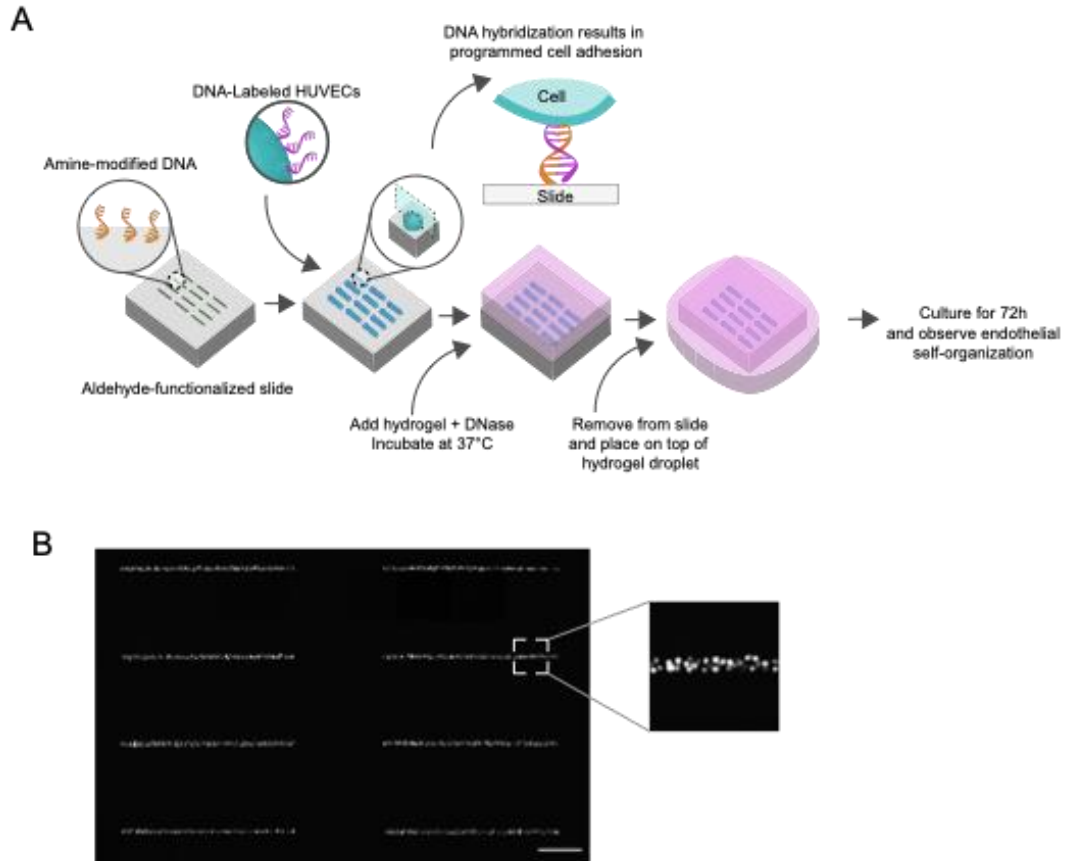 A
DNA hybridization results in
programmed cell adhesion
DNA-Labeled HUVECs
Cell
Amine-modified DNA
Slide
Aldehyde-functionalized slide
Culture for 72h
and observe endothelial
self-organization
Add hydrogel + DNase
Incubate at 37°C
Remove from slide
and place on top of
hydrogel droplet
B